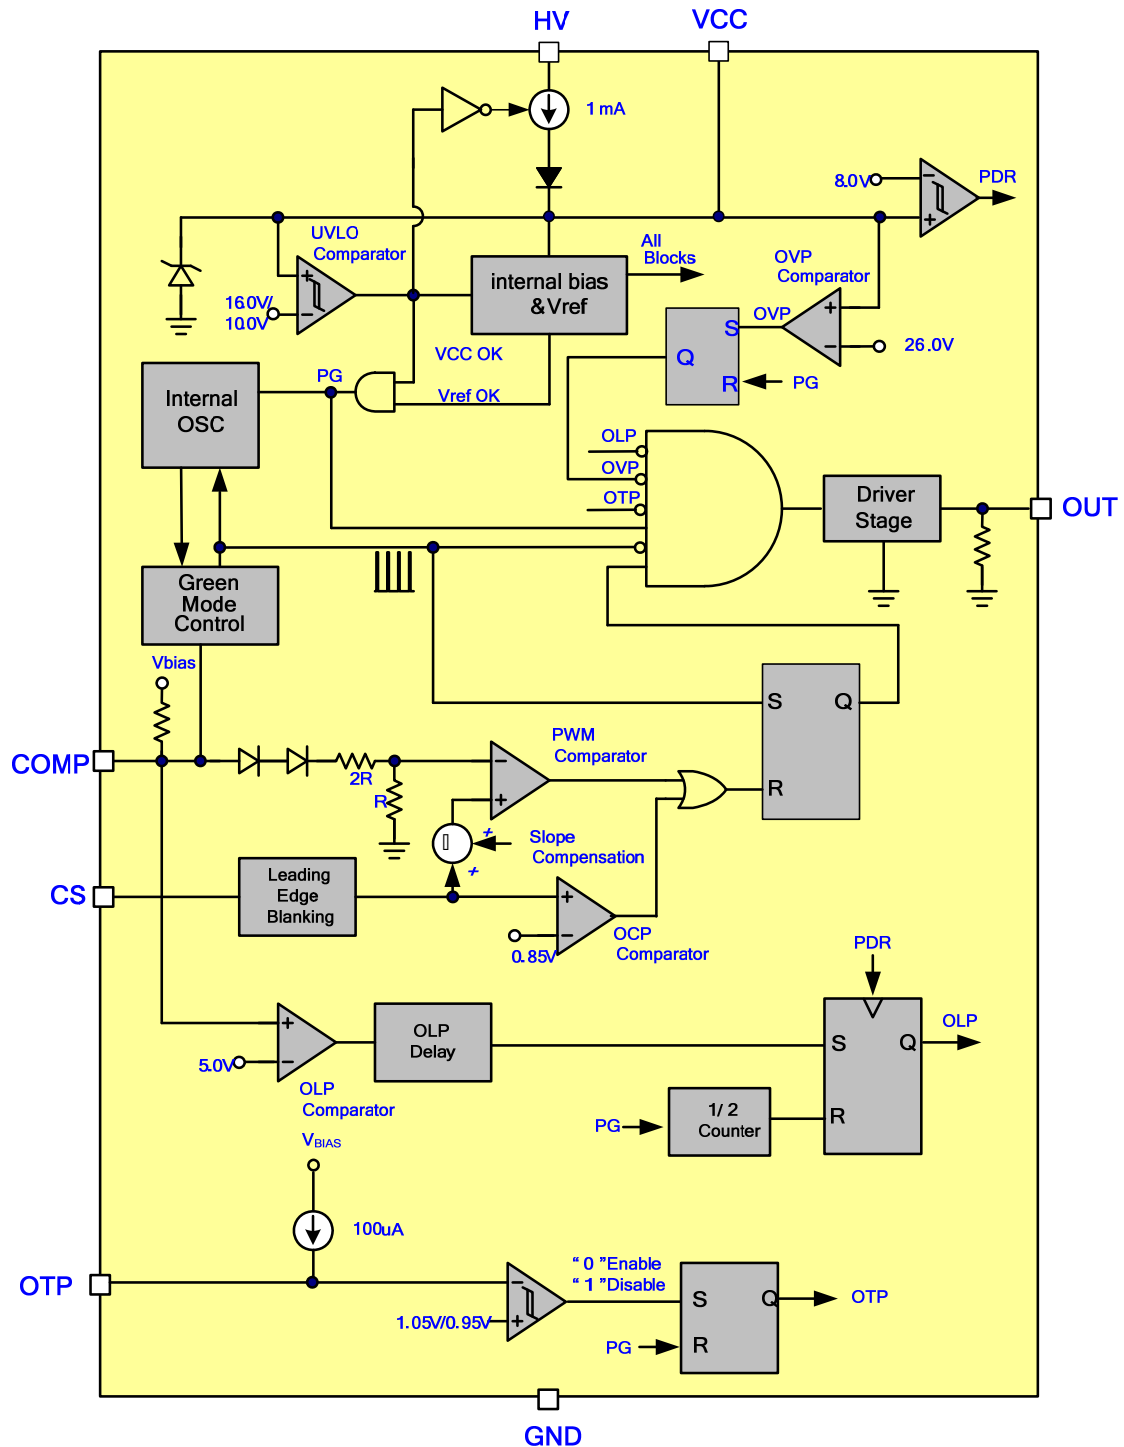 HV
VCC
1 mA
8.0V
PDR
UVLO
Comparator
All
Blocks
OVP
Comparator
internal bias
&Vref
16.0V/
10.0V
OVP
S
26.0V
VCC OK
Q
R
PG
PG
Vref OK
Internal
OSC
OLP
OVP
OTP
Driver
Stage
OUT
Green
Mode
Control
Vbias
S
Q
COMP
PWM
Comparator
2R
R
R
Slope
Compensation
Leading
Edge
Blanking
CS
OCP
Comparator
0.85V
PDR
OLP
Delay
OLP
S
Q
5.0V
OLP
Comparator
1/ 2
Counter
R
PG
VBIAS
100uA
OTP
“ 0 ”Enable
“ 1 ”Disable
S
Q
OTP
1.05V/0.95V
PG
R
GND